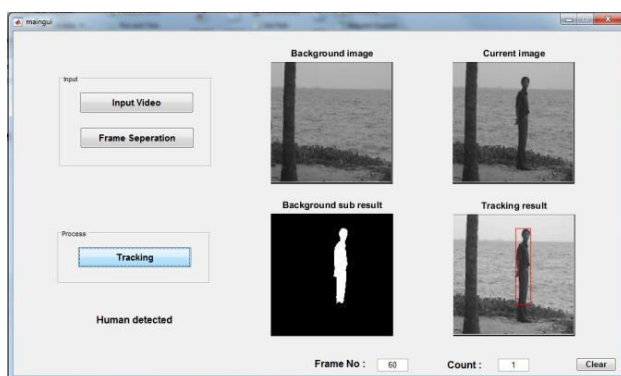 maingui
Background image
Current image
Input
Input Video
Frame Seperation
Background sub result
Tracking result
Process
Tracking
Human detected
Frame No : 60 Count : 1 Clear